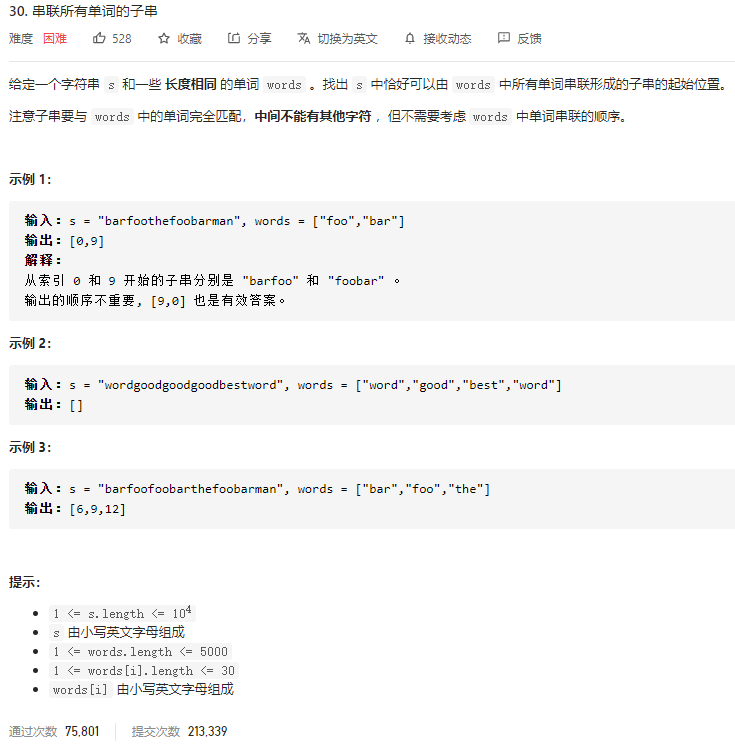 30. 串联所有单词的子串
难度 困难 528 收藏 分享 切换为英文 接收动态 反馈
给定一个字符串 s 和一些 长度相同 的单词 words 。找出 s 中恰好可以由 words 中所有单词串联形成的子串的起始位置。
注意子串要与 words 中的单词完全匹配，中间不能有其他字符 ，但不需要考虑 words 中单词串联的顺序。
示例 1：
输入：s = "barfoothefoobarman", words = ["foo","bar"]
输出：[0,9]
解释：
从索引 0 和 9 开始的子串分别是 "barfoo" 和 "foobar" 。
输出的顺序不重要, [9,0] 也是有效答案。
示例 2：
输入：s = "wordgoodgoodgoodbestword", words = ["word","good","best","word"]
输出：[]
示例 3：
输入：s = "barfoofoobarthefoobarman", words = ["bar","foo","the"]
输出：[6,9,12]
提示：
1 <= s.length <= 10⁴
s 由小写英文字母组成
1 <= words.length <= 5000
1 <= words[i].length <= 30
words[i] 由小写英文字母组成
通过次数 75,801 提交次数 213,339